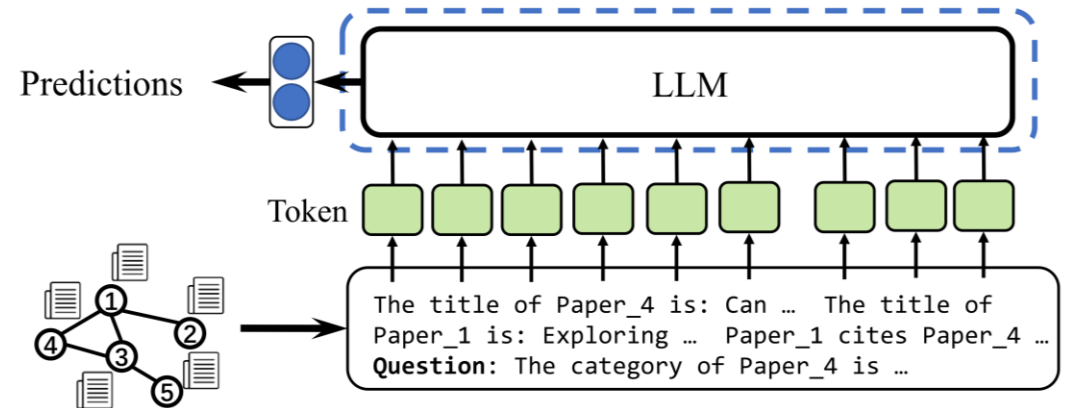 Predictions
LLM
Token
1
2
4
3
5
The title of Paper_4 is: Can … The title of
Paper_1 is: Exploring … Paper_1 cites Paper_4 …
Question: The category of Paper_4 is …